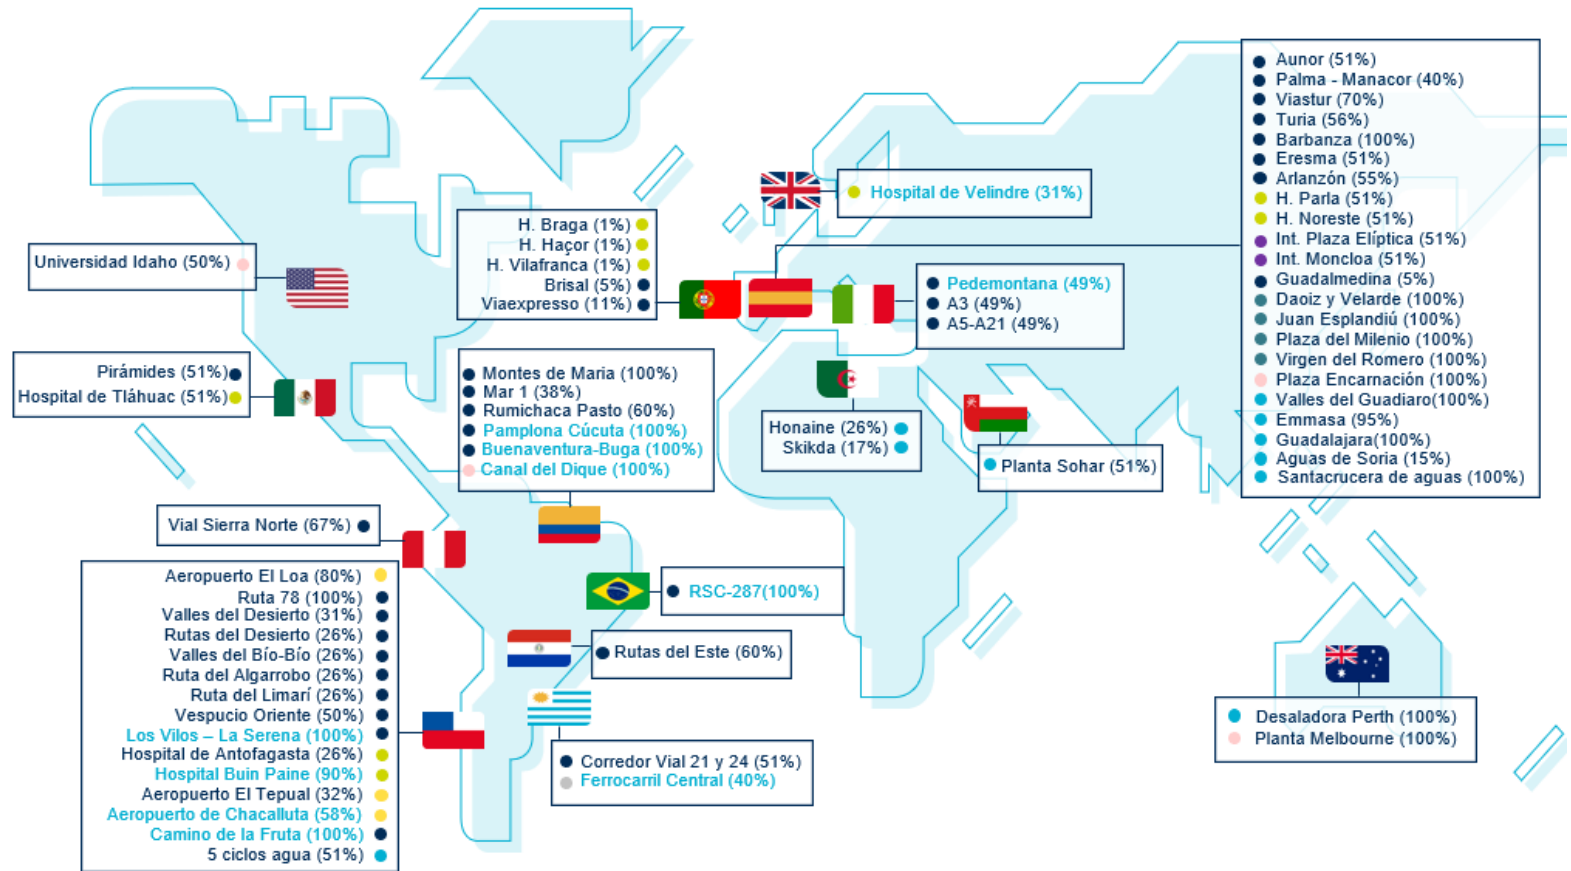 Universidad Idaho (50%)
Pirámides (51%)
Hospital de Tláhuac (51%)
H. Braga (1%)
H. Haçor (1%)
H. Vilafranca (1%)
Brisal (5%)
Viaexpresso (11%)
Hospital de Velindre (31%)
Pedemontana (49%)
A3 (49%)
A5-A21 (49%)
Aunor (51%)
Palma - Manacor (40%)
Viastur (70%)
Turia (56%)
Barbanza (100%)
Eresma (51%)
Arlanzón (55%)
H. Parla (51%)
H. Noreste (51%)
Int. Plaza Elíptica (51%)
Int. Moncloa (51%)
Guadalmedina (5%)
Daoiz y Velarde (100%)
Juan Esplandiú (100%)
Plaza del Milenio (100%)
Virgen del Romero (100%)
Plaza Encarnación (100%)
Valles del Guadiaro(100%)
Emmasa (95%)
Guadalajara(100%)
Aguas de Soria (15%)
Santacrucera de aguas (100%)
Montes de Maria (100%)
Mar 1 (38%)
Rumichaca Pasto (60%)
Pamplona Cúcuta (100%)
Buenaventura-Buga (100%)
Canal del Dique (100%)
Honaine (26%)
Skikda (17%)
Planta Sohar (51%)
Vial Sierra Norte (67%)
Aeropuerto El Loa (80%)
Ruta 78 (100%)
Valles del Desierto (31%)
Rutas del Desierto (26%)
Valles del Bío-Bío (26%)
Ruta del Algarrobo (26%)
Ruta del Limarí (26%)
Vespucio Oriente (50%)
Los Vilos – La Serena (100%)
Hospital de Antofagasta (26%)
Hospital Buin Paine (90%)
Aeropuerto El Tepual (32%)
Aeropuerto de Chacalluta (58%)
Camino de la Fruta (100%)
5 ciclos agua (51%)
RSC-287(100%)
Rutas del Este (60%)
Corredor Vial 21 y 24 (51%)
Ferrocarril Central (40%)
Desaladora Perth (100%)
Planta Melbourne (100%)